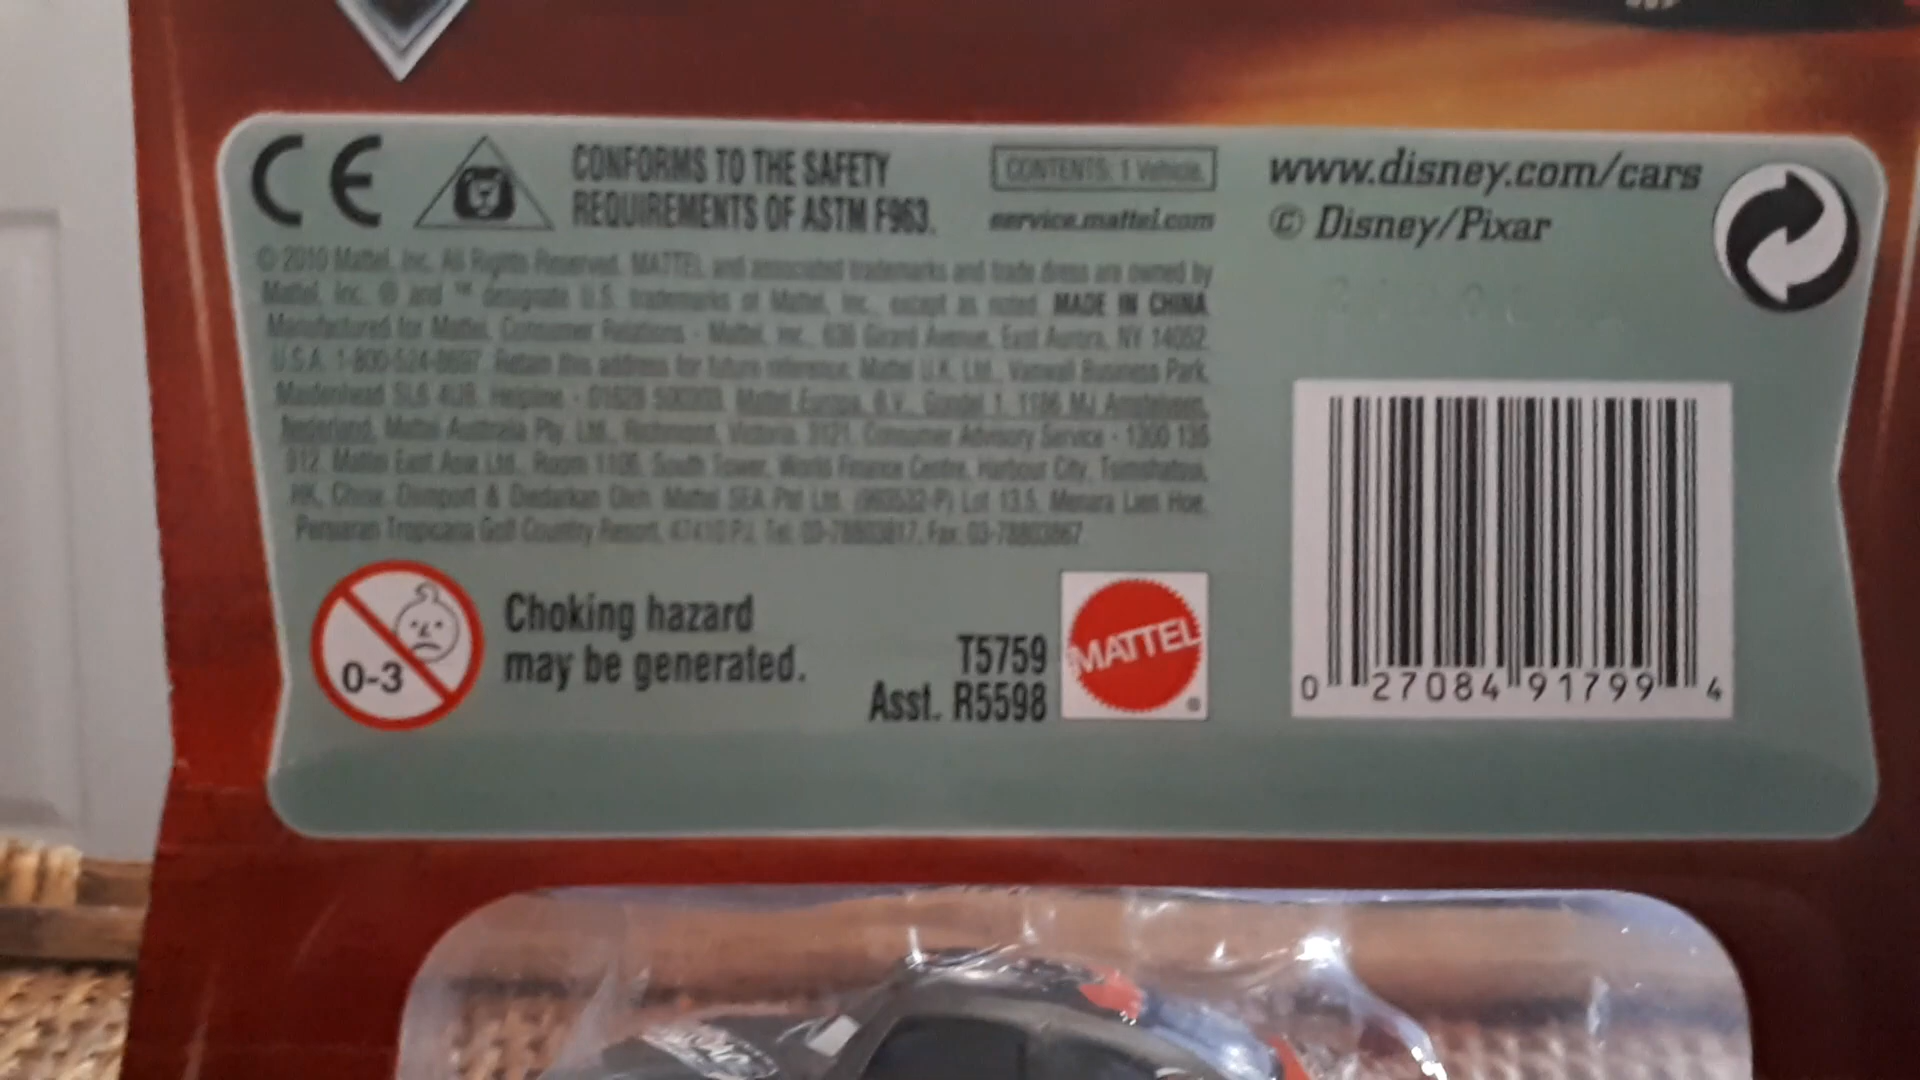 CE
CONFORMS TO THE SAFETY
REQUIREMENTS OF ASTM F963.
CONTENTS: 1 Vehicle.
service.mattel.com
www.disney.com/cars
© Disney/Pixar
© 2010 Mattel, Inc. All Rights Reserved. MATTEL and associated trademarks and trade dress are owned by
Mattel, Inc. ® and ™ designate U.S. trademarks of Mattel, Inc., except as noted. MADE IN CHINA.
Manufactured for Mattel. Consumer Relations - Mattel, Inc. 636 Girard Avenue, East Aurora, NY 14052,
U.S.A. 1-800-524-8697. Retain this address for future reference. Mattel U.K. Ltd., Vanwall Business Park,
Maidenhead SL6 4UB. Helpline - 01628 500303. Mattel Europa, B.V., Gondel 1, 1186 MJ Amstelveen,
Nederland. Mattel Australia Pty. Ltd., Richmond, Victoria. 3121. Consumer Advisory Service - 1300 135
312. Mattel East Asia Ltd., Room 1106, South Tower, World Finance Centre, Harbour City, Tsimshatsui,
HK, China. Diimport & Diedarkan Oleh: Mattel SEA Pte Ltd. (993532-P) Lot 13.5, Menara Lien Hoe,
Persiaran Tropicana Golf Country Resort, 47410 PJ. Tel: 03-78803817, Fax: 03-78803867.
0-3
Choking hazard
may be generated.
T5759
Asst. R5598
MATTEL
®
0 27084 91799 4